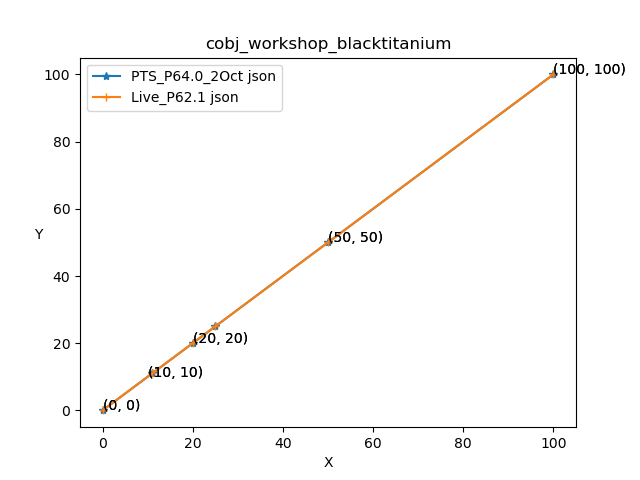 cobj_workshop_blacktitanium
PTS_P64.0_2Oct json
Live_P62.1 json
(100, 100)
(50, 50)
(20, 20)
(10, 10)
(0, 0)
100
80
60
40
20
0
Y
0 20 40 60 80 100
X